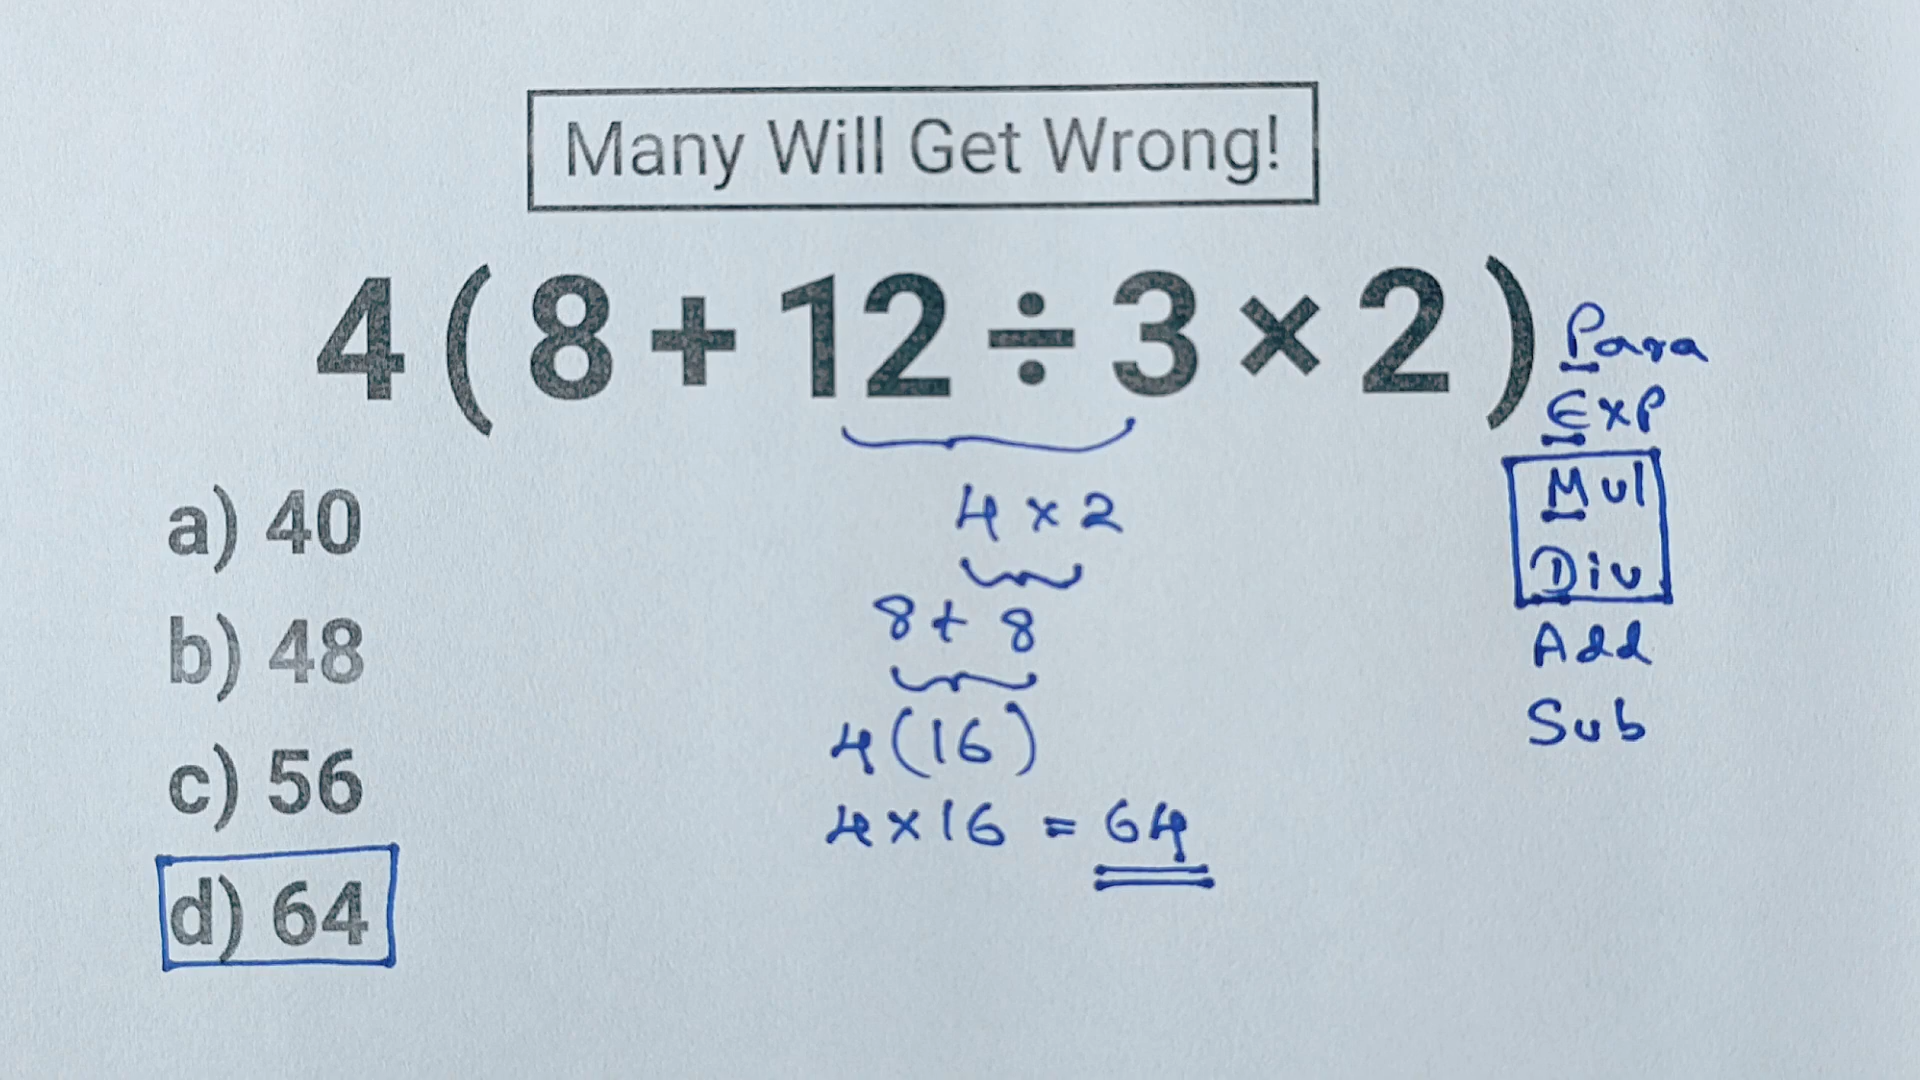 Many Will Get Wrong!
4(8+12÷3×2)
Para
Exp
Mul
Div
Add
Sub
4×2
8+8
4(16)
4×16 = 64
a) 40
b) 48
c) 56
d) 64